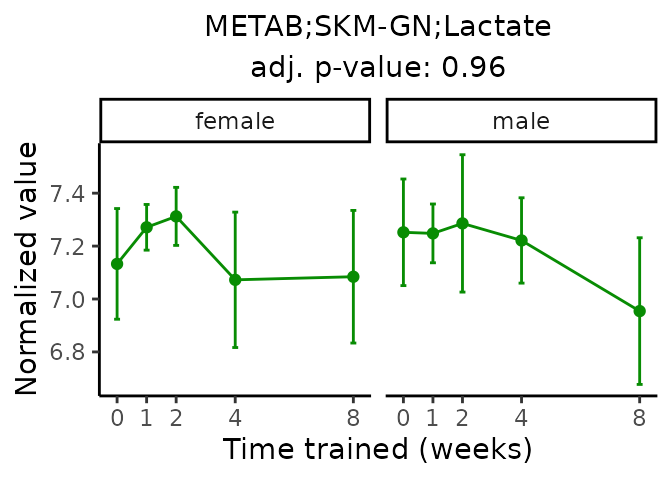 METAB;SKM-GN;Lactate
adj. p-value: 0.96
female
male
Normalized value
7.4
7.2
7.0
6.8
0 1 2 4 8
0 1 2 4 8
Time trained (weeks)